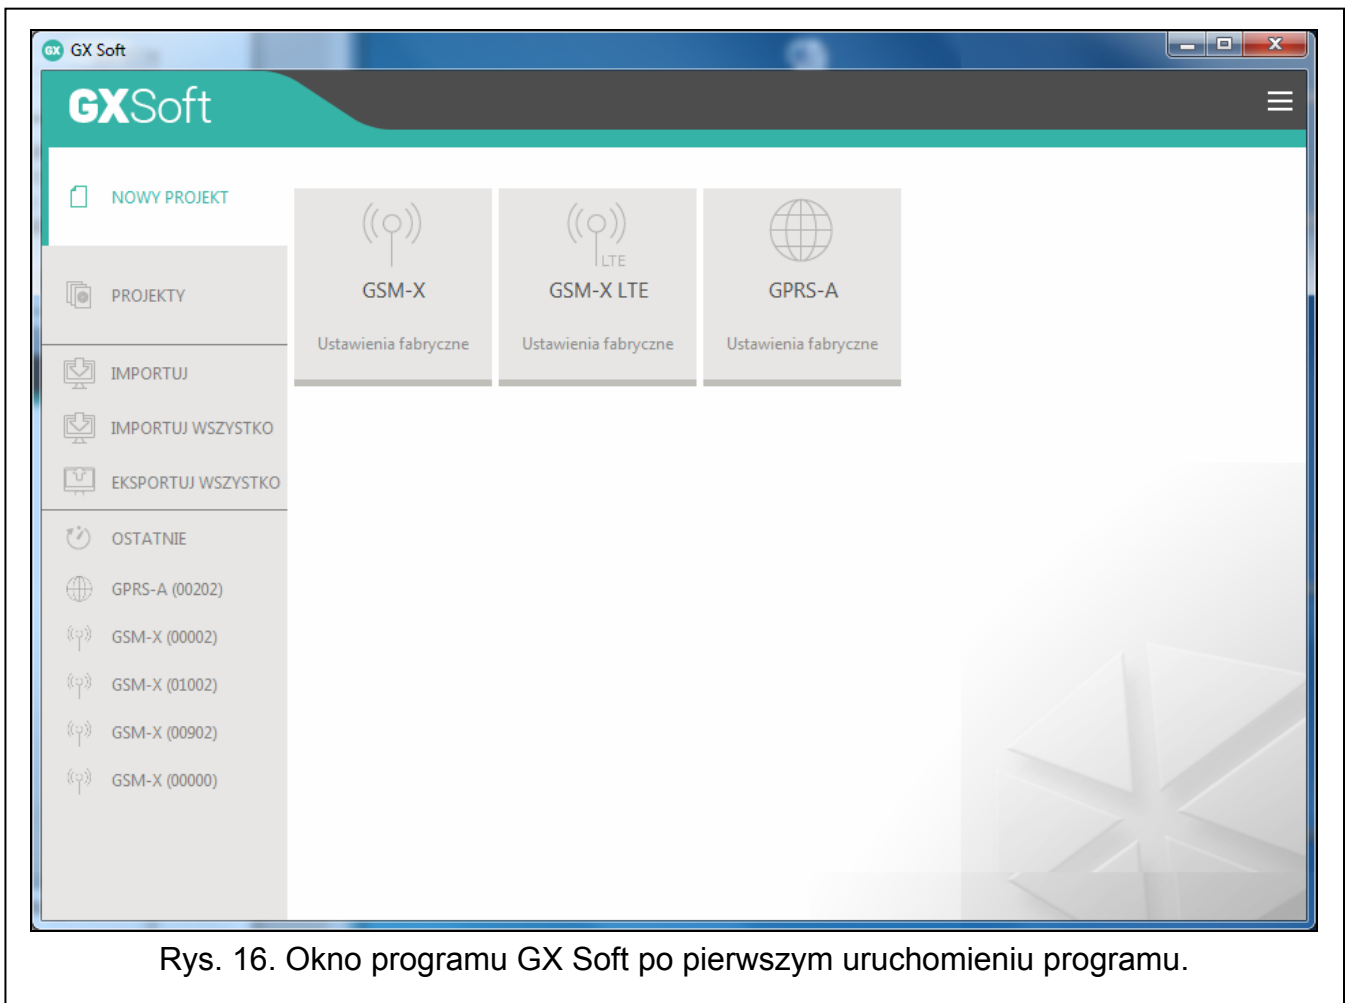 GX GX Soft
GXSoft
NOWY PROJEKT
PROJEKTY
IMPORTUJ
IMPORTUJ WSZYSTKO
EKSPORTUJ WSZYSTKO
OSTATNIE
GPRS-A (00202)
GSM-X (00002)
GSM-X (01002)
GSM-X (00902)
GSM-X (00000)
GSM-X
Ustawienia fabryczne
LTE
GSM-X LTE
Ustawienia fabryczne
GPRS-A
Ustawienia fabryczne
Rys. 16. Okno programu GX Soft po pierwszym uruchomieniu programu.